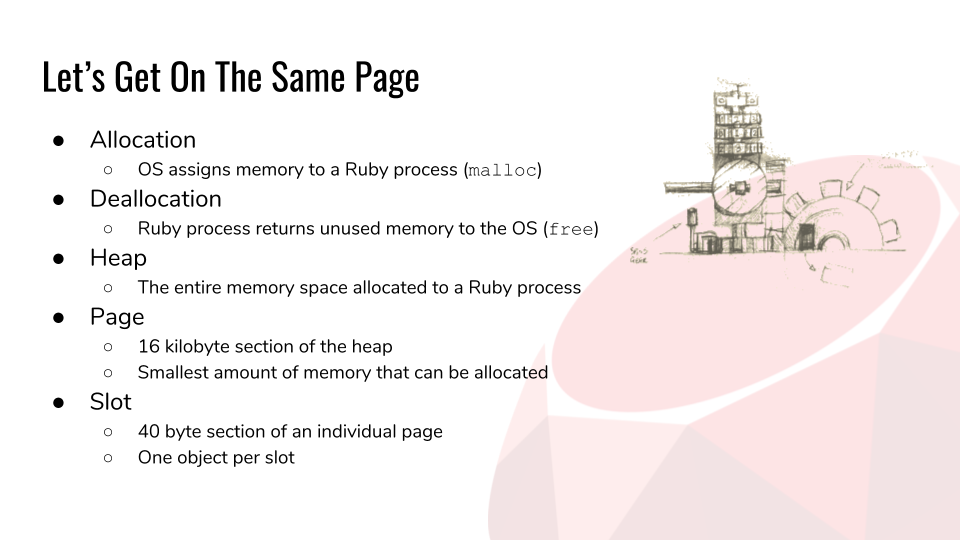 Let’s Get On The Same Page
● Allocation
○ OS assigns memory to a Ruby process (malloc)
● Deallocation
○ Ruby process returns unused memory to the OS (free)
● Heap
○ The entire memory space allocated to a Ruby process
● Page
○ 16 kilobyte section of the heap
○ Smallest amount of memory that can be allocated
● Slot
○ 40 byte section of an individual page
○ One object per slot